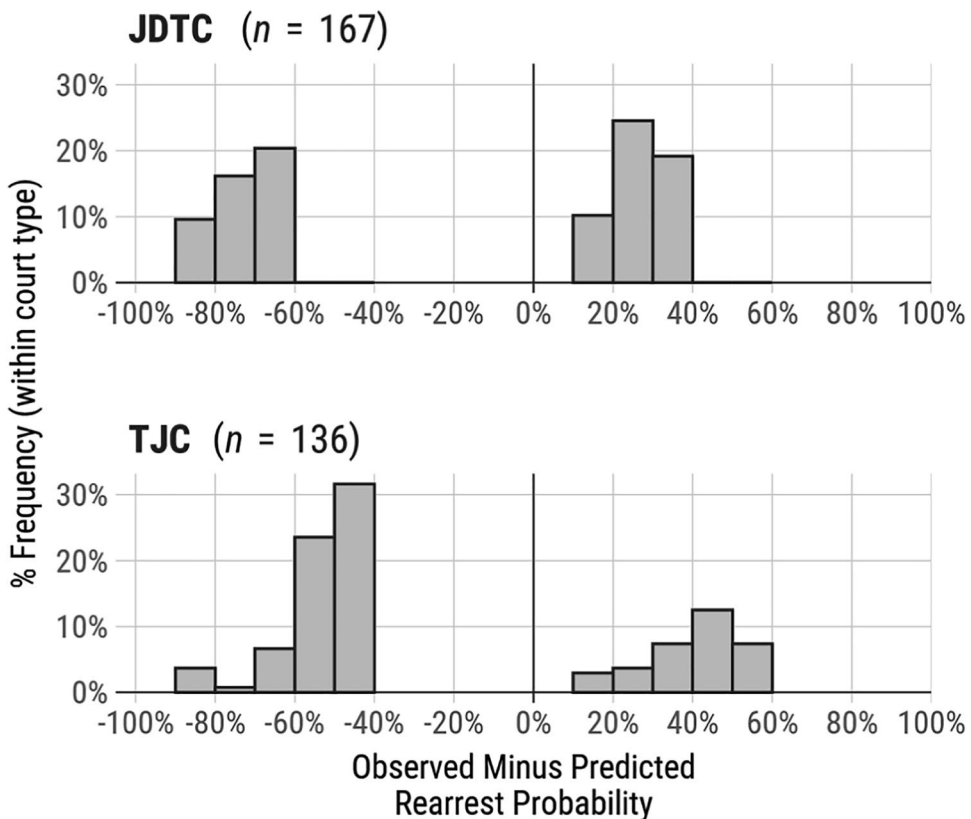 JDTC (n = 167)
30%
20%
10%
0%
-100% -80% -60% -40% -20% 0% 20% 40% 60% 80% 100%
% Frequency (within court type)
TJC (n = 136)
30%
20%
10%
0%
-100% -80% -60% -40% -20% 0% 20% 40% 60% 80% 100%
Observed Minus Predicted
Rearrest Probability